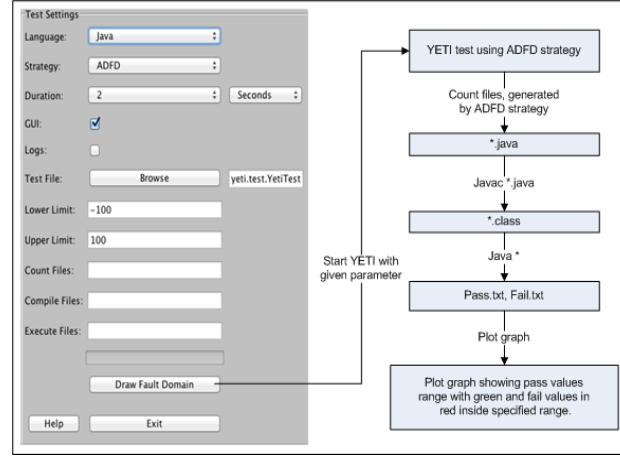 Test Settings
Language: Java
Strategy: ADFD
Duration: 2 Seconds
GUI:
Logs:
Test File: Browse yeti.test.YetiTest
Lower Limit: -100
Upper Limit: 100
Count Files:
Compile Files:
Execute Files:
Draw Fault Domain
Help Exit
Start YETI with
given parameter
YETI test using ADFD strategy
Count files, generated
by ADFD strategy
*.java
Javac *.java
*.class
Java *
Pass.txt, Fail.txt
Plot graph
Plot graph showing pass values
range with green and fail values in
red inside specified range.